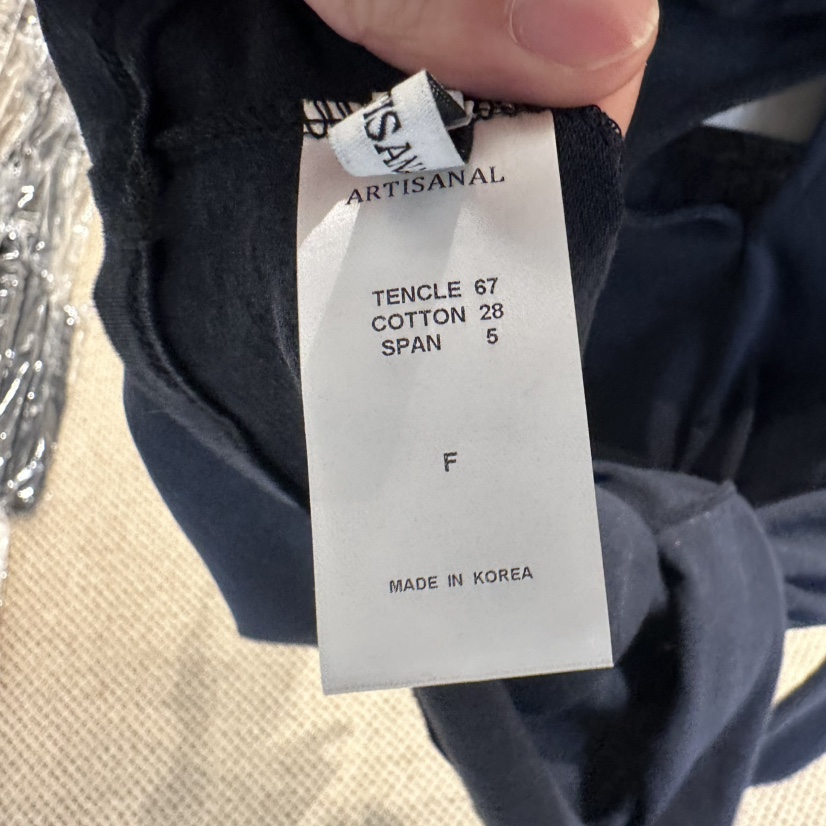 ARTISANAL
TENCLE 67
COTTON 28
SPAN 5
F
MADE IN KOREA